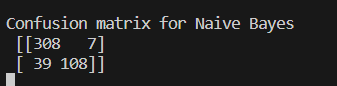 Confusion matrix for Naive Bayes
[[308   7]
[ 39 108]]